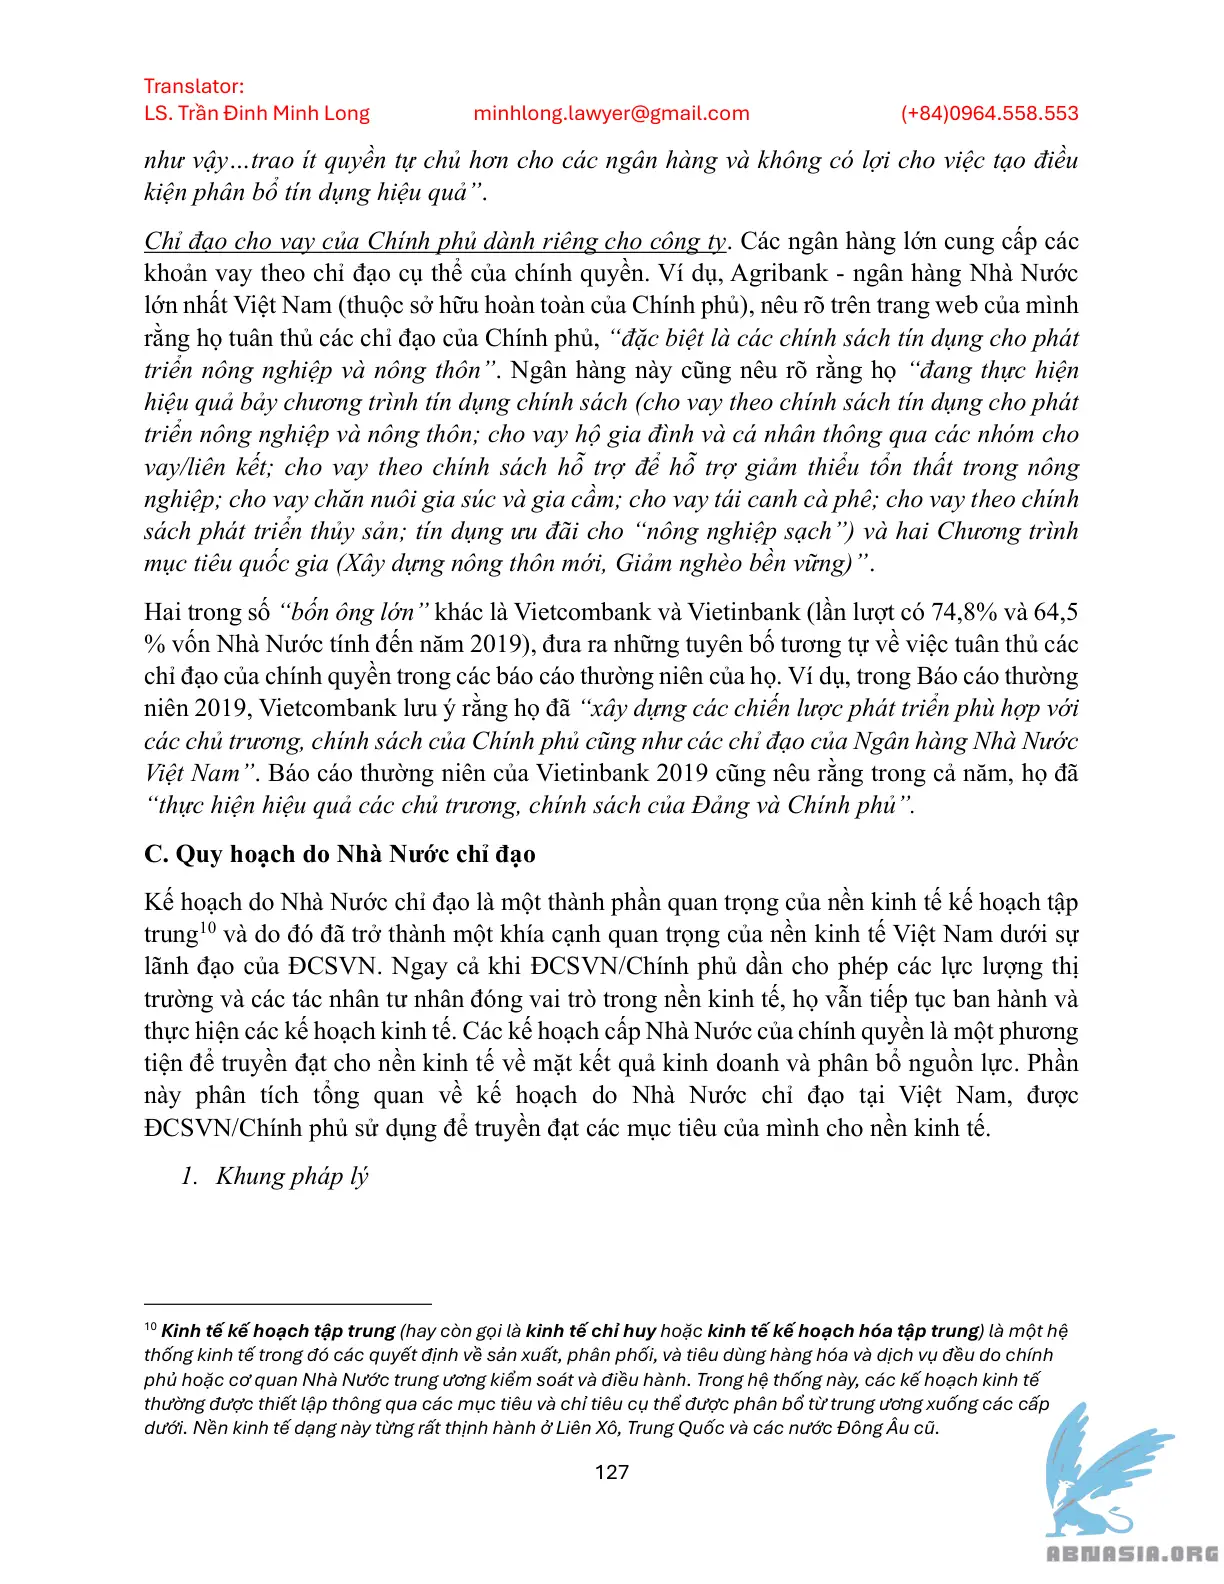 Translator:
LS. Trần Đinh Minh Long minhlong.lawyer@gmail.com (+84)0964.558.553
như vậy…trao ít quyền tự chủ hơn cho các ngân hàng và không có lợi cho việc tạo điều
kiện phân bổ tín dụng hiệu quả”.
Chỉ đạo cho vay của Chính phủ dành riêng cho công ty. Các ngân hàng lớn cung cấp các
khoản vay theo chỉ đạo cụ thể của chính quyền. Ví dụ, Agribank - ngân hàng Nhà Nước
lớn nhất Việt Nam (thuộc sở hữu hoàn toàn của Chính phủ), nêu rõ trên trang web của mình
rằng họ tuân thủ các chỉ đạo của Chính phủ, “đặc biệt là các chính sách tín dụng cho phát
triển nông nghiệp và nông thôn”. Ngân hàng này cũng nêu rõ rằng họ “đang thực hiện
hiệu quả bảy chương trình tín dụng chính sách (cho vay theo chính sách tín dụng cho phát
triển nông nghiệp và nông thôn; cho vay hộ gia đình và cá nhân thông qua các nhóm cho
vay/liên kết; cho vay theo chính sách hỗ trợ để hỗ trợ giảm thiểu tổn thất trong nông
nghiệp; cho vay chăn nuôi gia súc và gia cầm; cho vay tái canh cà phê; cho vay theo chính
sách phát triển thủy sản; tín dụng ưu đãi cho “nông nghiệp sạch”) và hai Chương trình
mục tiêu quốc gia (Xây dựng nông thôn mới, Giảm nghèo bền vững)”.
Hai trong số “bốn ông lớn” khác là Vietcombank và Vietinbank (lần lượt có 74,8% và 64,5
% vốn Nhà Nước tính đến năm 2019), đưa ra những tuyên bố tương tự về việc tuân thủ các
chỉ đạo của chính quyền trong các báo cáo thường niên của họ. Ví dụ, trong Báo cáo thường
niên 2019, Vietcombank lưu ý rằng họ đã “xây dựng các chiến lược phát triển phù hợp với
các chủ trương, chính sách của Chính phủ cũng như các chỉ đạo của Ngân hàng Nhà Nước
Việt Nam”. Báo cáo thường niên của Vietinbank 2019 cũng nêu rằng trong cả năm, họ đã
“thực hiện hiệu quả các chủ trương, chính sách của Đảng và Chính phủ”.
C. Quy hoạch do Nhà Nước chỉ đạo
Kế hoạch do Nhà Nước chỉ đạo là một thành phần quan trọng của nền kinh tế kế hoạch tập
trung10 và do đó đã trở thành một khía cạnh quan trọng của nền kinh tế Việt Nam dưới sự
lãnh đạo của ĐCSVN. Ngay cả khi ĐCSVN/Chính phủ dần cho phép các lực lượng thị
trường và các tác nhân tư nhân đóng vai trò trong nền kinh tế, họ vẫn tiếp tục ban hành và
thực hiện các kế hoạch kinh tế. Các kế hoạch cấp Nhà Nước của chính quyền là một phương
tiện để truyền đạt cho nền kinh tế về mặt kết quả kinh doanh và phân bổ nguồn lực. Phần
này phân tích tổng quan về kế hoạch do Nhà Nước chỉ đạo tại Việt Nam, được
ĐCSVN/Chính phủ sử dụng để truyền đạt các mục tiêu của mình cho nền kinh tế.
1. Khung pháp lý
10 Kinh tế kế hoạch tập trung (hay còn gọi là kinh tế chỉ huy hoặc kinh tế kế hoạch hóa tập trung) là một hệ
thống kinh tế trong đó các quyết định về sản xuất, phân phối, và tiêu dùng hàng hóa và dịch vụ đều do chính
phủ hoặc cơ quan Nhà Nước trung ương kiểm soát và điều hành. Trong hệ thống này, các kế hoạch kinh tế
thường được thiết lập thông qua các mục tiêu và chỉ tiêu cụ thể được phân bổ từ trung ương xuống các cấp
dưới. Nền kinh tế dạng này từng rất thịnh hành ở Liên Xô, Trung Quốc và các nước Đông Âu cũ.
127
ABNASIA.ORG